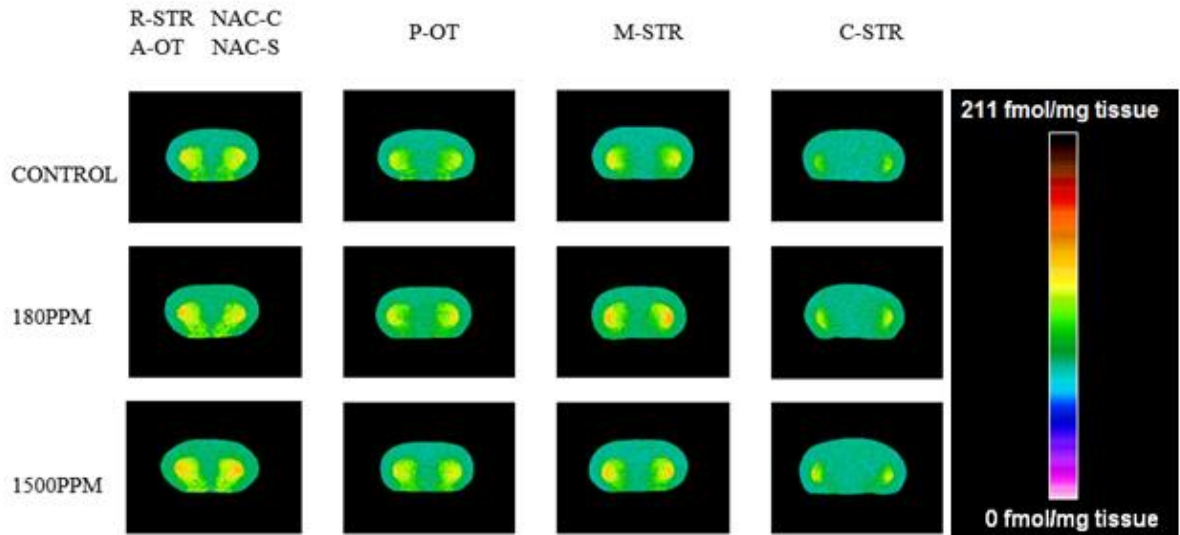 R-STR NAC-C
A-OT NAC-S
P-OT
M-STR
C-STR
211 fmol/mg tissue
CONTROL
180PPM
1500PPM
0 fmol/mg tissue